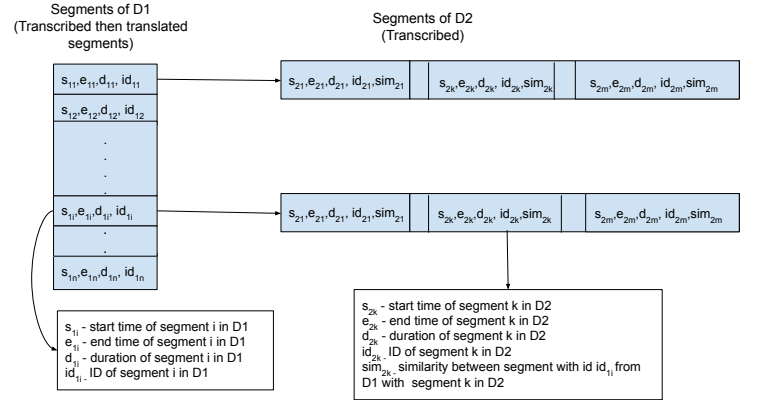 Segments of D1
(Transcribed then translated
segments)
Segments of D2
(Transcribed)
s11,e11,d11, id11
s21,e21,d21, id21,sim21
s2k,e2k,d2k, id2k,sim2k
s2m,e2m,d2m, id2m,sim2m
s12,e12,d12, id12
.
.
.
.
s1i,e1i,d1i, id1i
s21,e21,d21, id21,sim21
s2k,e2k,d2k, id2k,sim2k
s2m,e2m,d2m, id2m,sim2m
.
.
s1n,e1n,d1n, id1n
s1i - start time of segment i in D1
e1i - end time of segment i in D1
d1i - duration of segment i in D1
id1i - ID of segment i in D1
s2k - start time of segment k in D2
e2k - end time of segment k in D2
d2k - duration of segment k in D2
id2k - ID of segment k in D2
sim2k - similarity between segment with id id1i from
D1 with segment k in D2